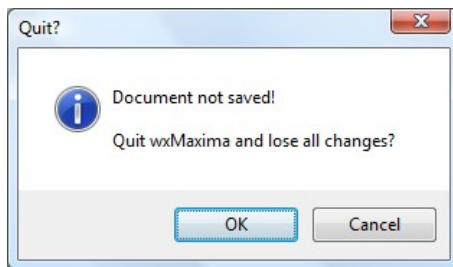 Quit?
Document not saved!
Quit wxMaxima and lose all changes?
OK
Cancel